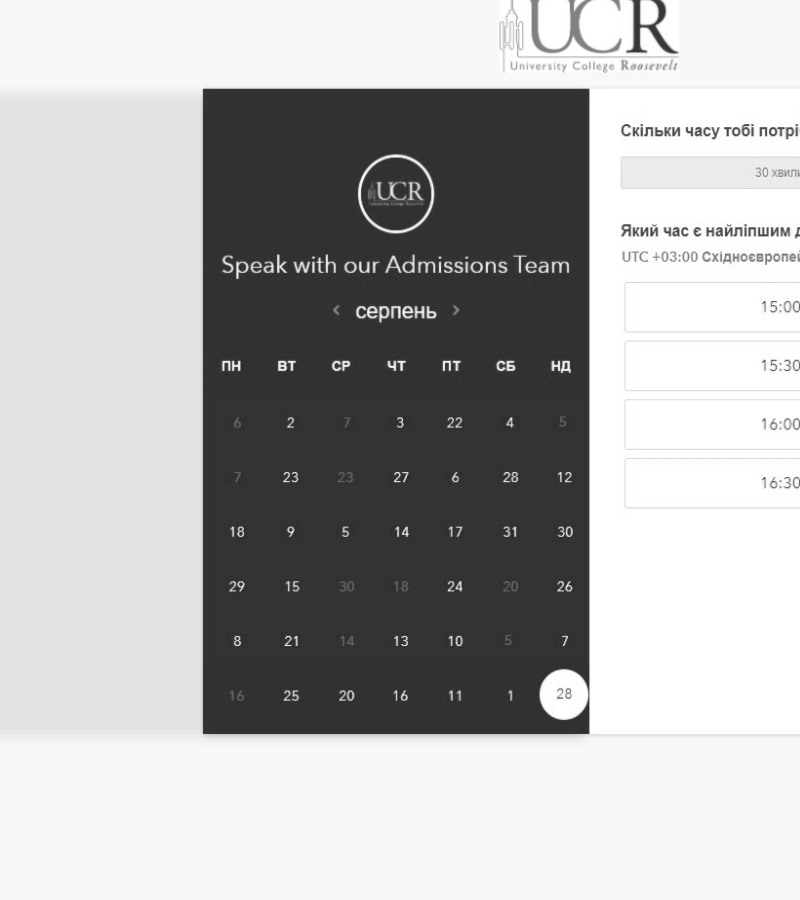 UCR
University College Roosevelt
UCR
Speak with our Admissions Team
< серпень >
ПН ВТ СР ЧТ ПТ СБ НД
6 2 7 3 22 4 5
7 23 23 27 6 28 12
18 9 5 14 17 31 30
29 15 30 18 24 20 26
8 21 14 13 10 5 7
16 25 20 16 11 1 28
Скільки часу тобі потрі
30 хвили
Який час є найліпшим д
UTC +03:00 Східноєвропей
15:00
15:30
16:00
16:30